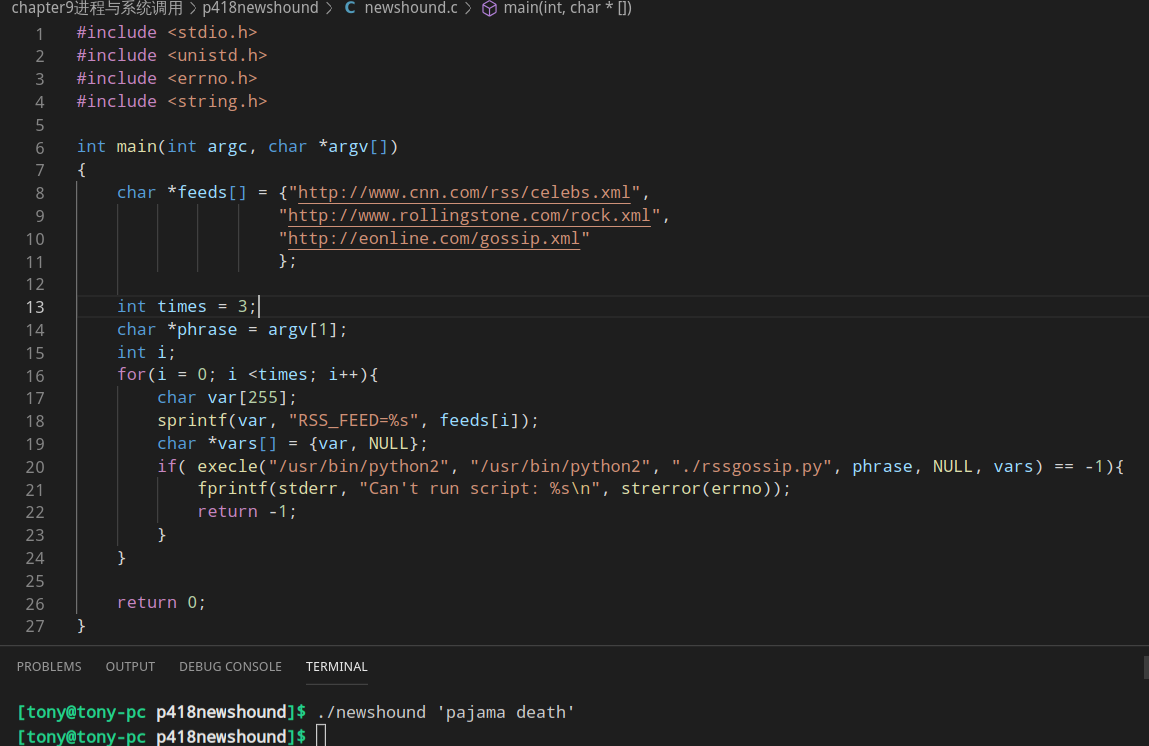 chapter9进程与系统调用 > p418newshound > C newshound.c > main(int, char * [])
1 #include <stdio.h>
2 #include <unistd.h>
3 #include <errno.h>
4 #include <string.h>
5
6 int main(int argc, char *argv[])
7 {
8     char *feeds[] = {"http://www.cnn.com/rss/celebs.xml",
9                     "http://www.rollingstone.com/rock.xml",
10                     "http://eonline.com/gossip.xml"
11                     };
12
13     int times = 3;
14     char *phrase = argv[1];
15     int i;
16     for(i = 0; i <times; i++){
17         char var[255];
18         sprintf(var, "RSS_FEED=%s", feeds[i]);
19         char *vars[] = {var, NULL};
20         if( execle("/usr/bin/python2", "/usr/bin/python2", "./rssgossip.py", phrase, NULL, vars) == -1){
21             fprintf(stderr, "Can't run script: %s\n", strerror(errno));
22             return -1;
23         }
24     }
25
26     return 0;
27 }
PROBLEMS OUTPUT DEBUG CONSOLE TERMINAL
[tony@tony-pc p418newshound]$ ./newshound 'pajama death'
[tony@tony-pc p418newshound]$